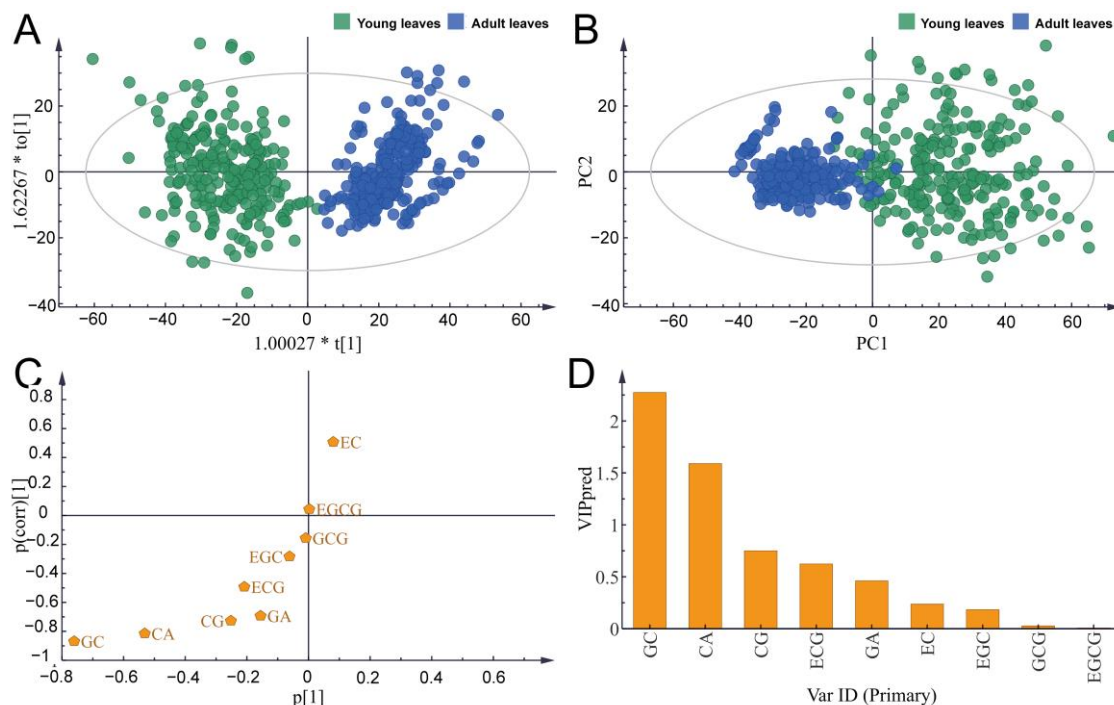 A
Young leaves Adult leaves
20
0
−20
−40
−60 −40 −20 0 20 40 60
1.62267 * to[1]
1.00027 * t[1]
B
Young leaves Adult leaves
20
0
−20
−40
−60 −40 −20 0 20 40 60
PC2
PC1
C
0.8
0.6
0.4
0.2
0
−0.2
−0.4
−0.6
−0.8
−1
−0.8 −0.6 −0.4 −0.2 0 0.2 0.4 0.6
p(corr)[1]
p[1]
EC
EGCG
GCG
EGC
ECG
CG
GA
CA
GC
D
2
1.5
1
0.5
0
VIPpred
GC CA CG ECG GA EC EGC GCG EGCG
Var ID (Primary)